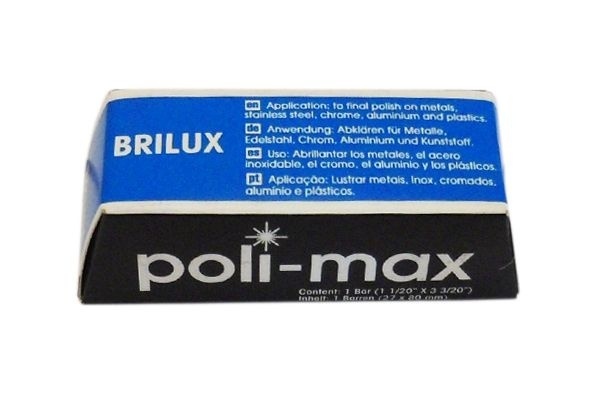 BRILUX
en Application: ta final polish on metals,
stainless steel, chrome, aluminium and plastics.
de Anwendung: Abklären für Metalle,
Edelstahl, Chrom, Aluminium und Kunststoff.
es Uso: Abrillantar los metales, el acero
inoxidable, el cromo, el aluminio y los plásticos.
pt Aplicação: Lustrar metais, Inox, cromados,
alumínio e plásticos.
poli-max
Content: 1 Bar (1 1/20" X 3 3/20")
Inhelt: 1 Barren (27 x 80 mm)